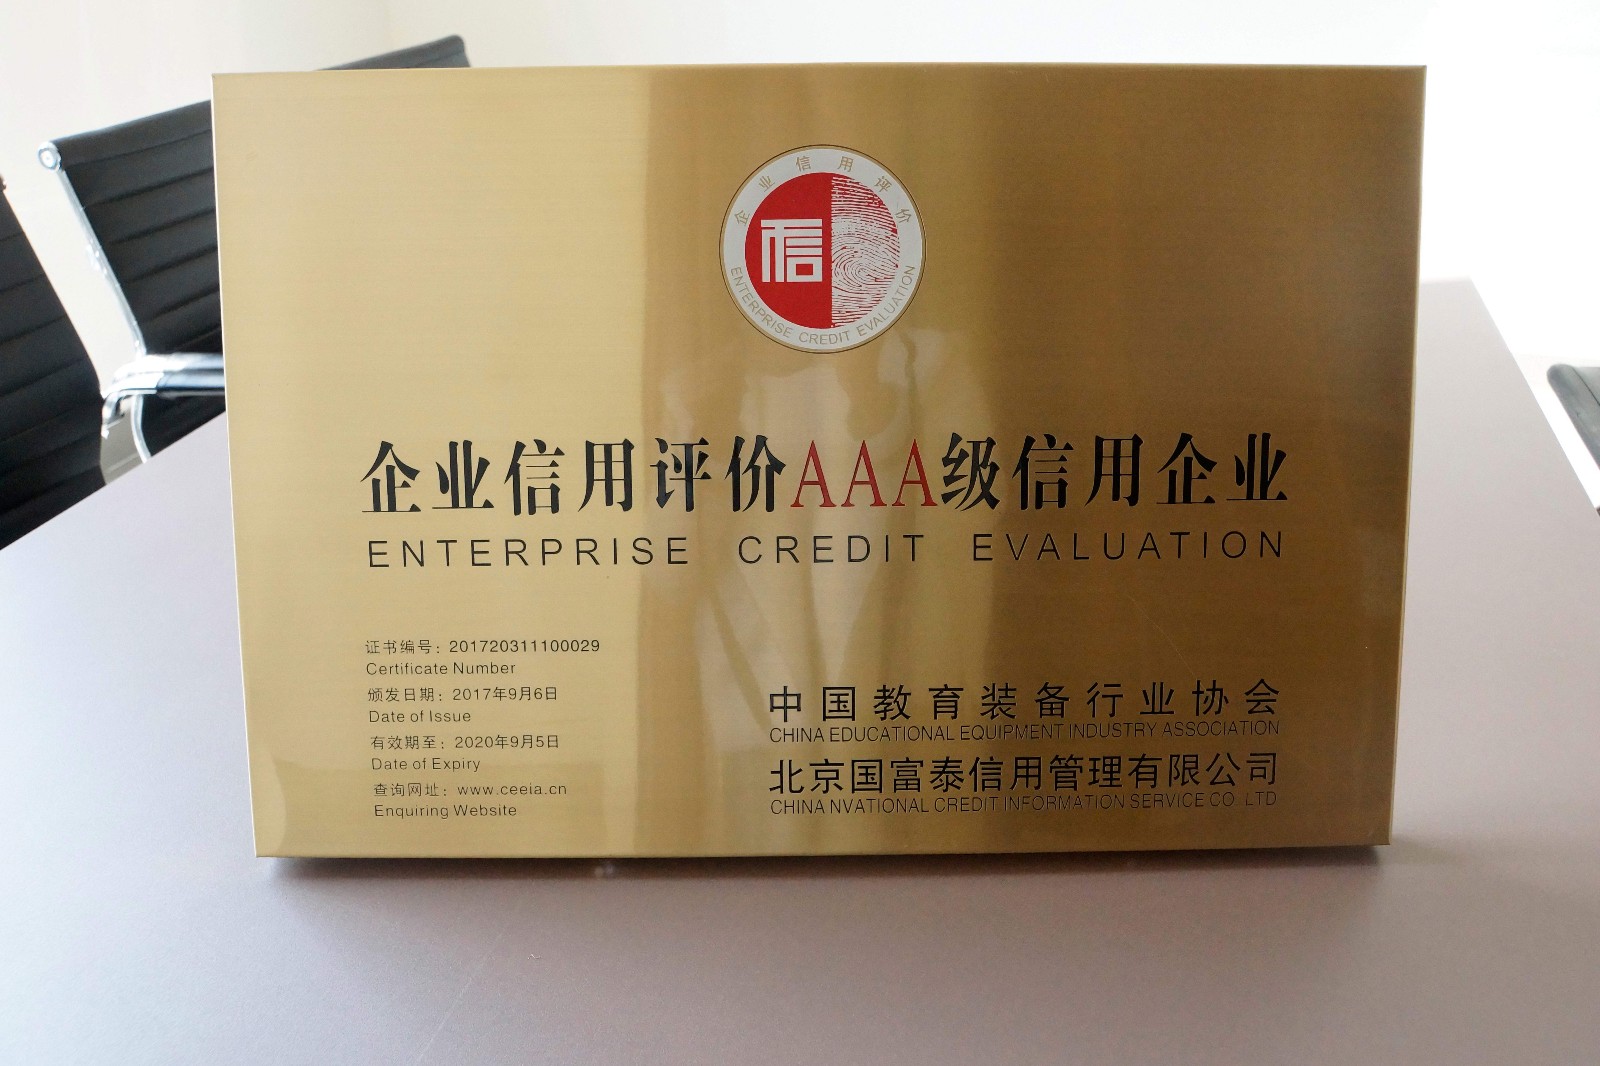 企业信用评价
信
ENTERPRISE CREDIT EVALUATION
企业信用评价AAA级信用企业
ENTERPRISE CREDIT EVALUATION
证书编号：201720311100029
Certificate Number
颁发日期：2017年9月6日
Date of Issue
有效期至：2020年9月5日
Date of Expiry
查询网址：www.ceeia.cn
Enquiring Website
中国教育装备行业协会
CHINA EDUCATIONAL EQUIPMENT INDUSTRY ASSOCIATION
北京国富泰信用管理有限公司
CHINA NVATIONAL CREDIT INFORMATION SERVICE CO LTD